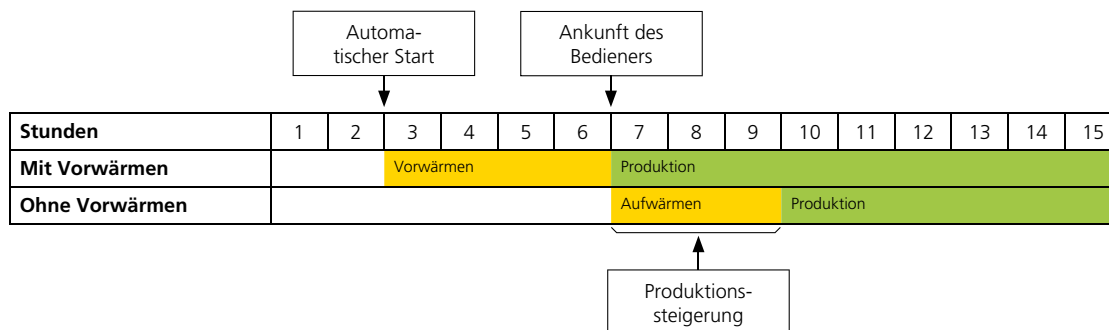 Automa-
tischer Start
Ankunft des
Bedieners
Stunden 1 2 3 4 5 6 7 8 9 10 11 12 13 14 15
Mit Vorwärmen Vorwärmen Produktion
Ohne Vorwärmen Aufwärmen Produktion
Produktions-
steigerung